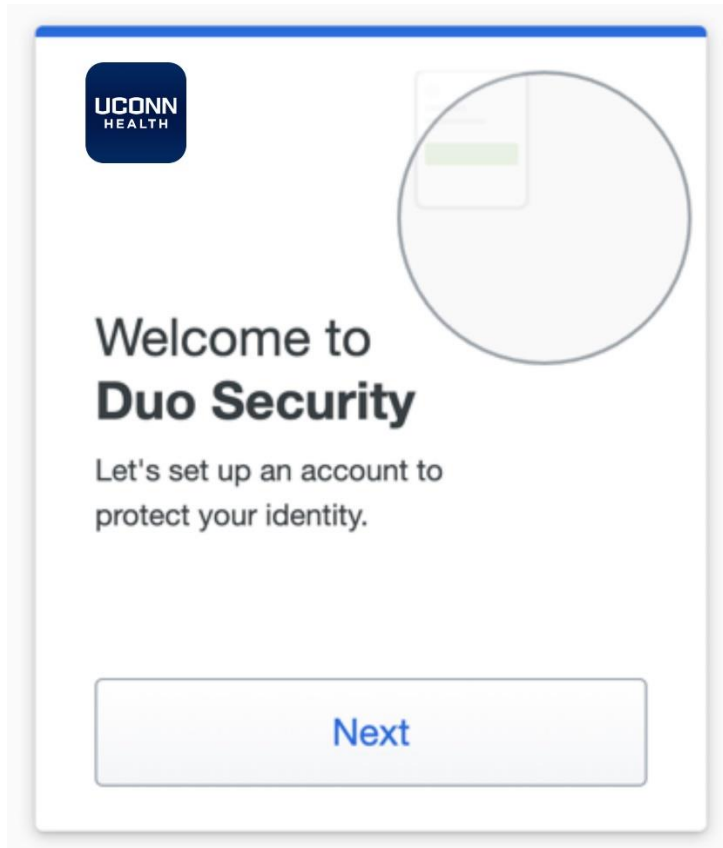 UCONN
HEALTH
Welcome to
Duo Security
Let's set up an account to
protect your identity.
Next